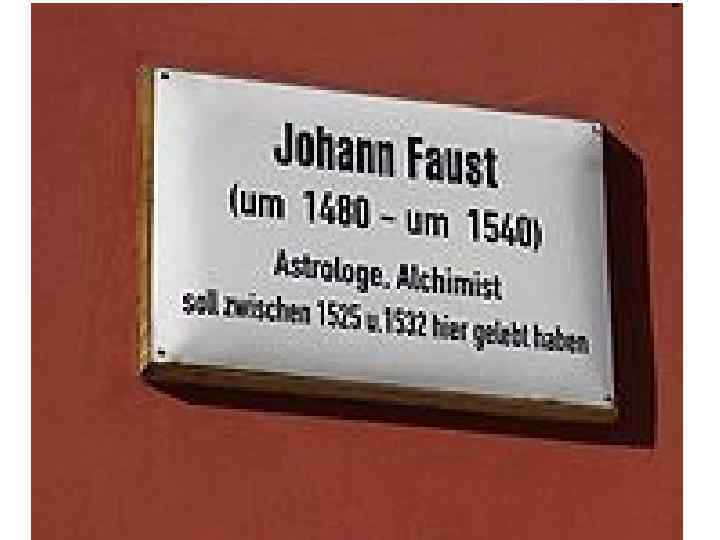 Johann Faust
(um 1480 - um 1540)
Astrologe, Alchimist
soll zwischen 1525 u.1532 hier gelebt haben